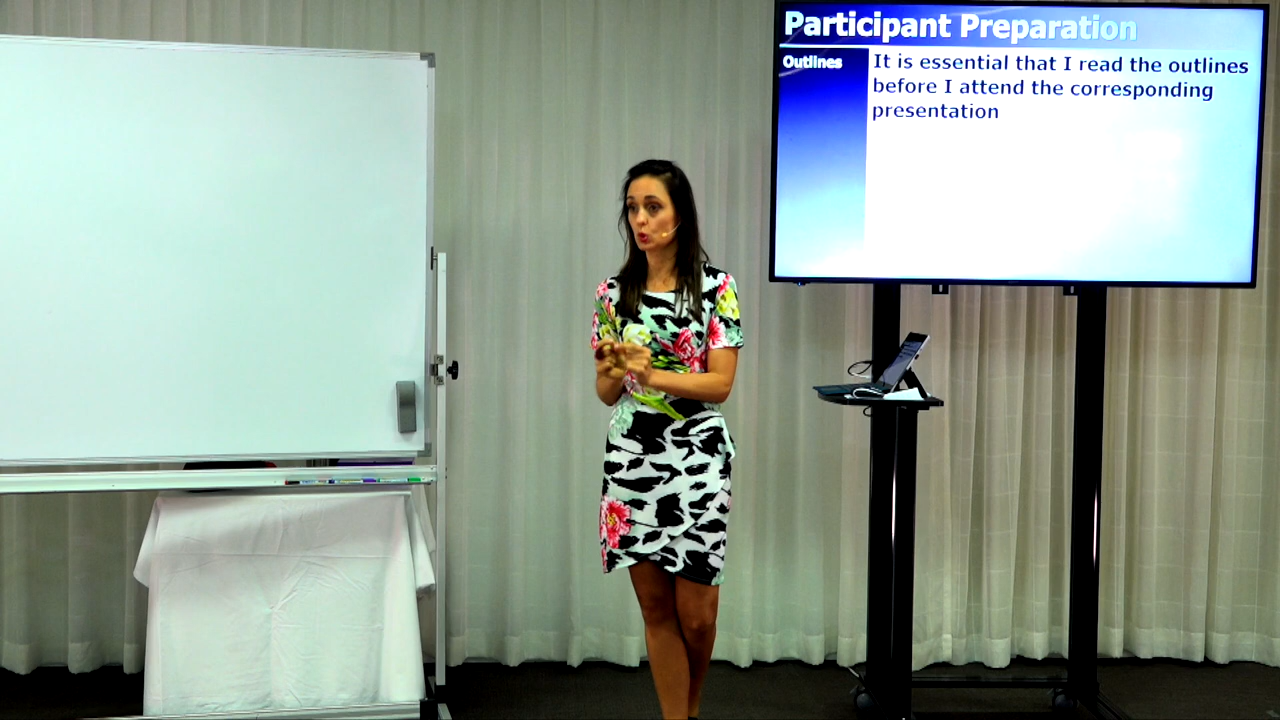 Participant Preparation
Outlines
It is essential that I read the outlines
before I attend the corresponding
presentation